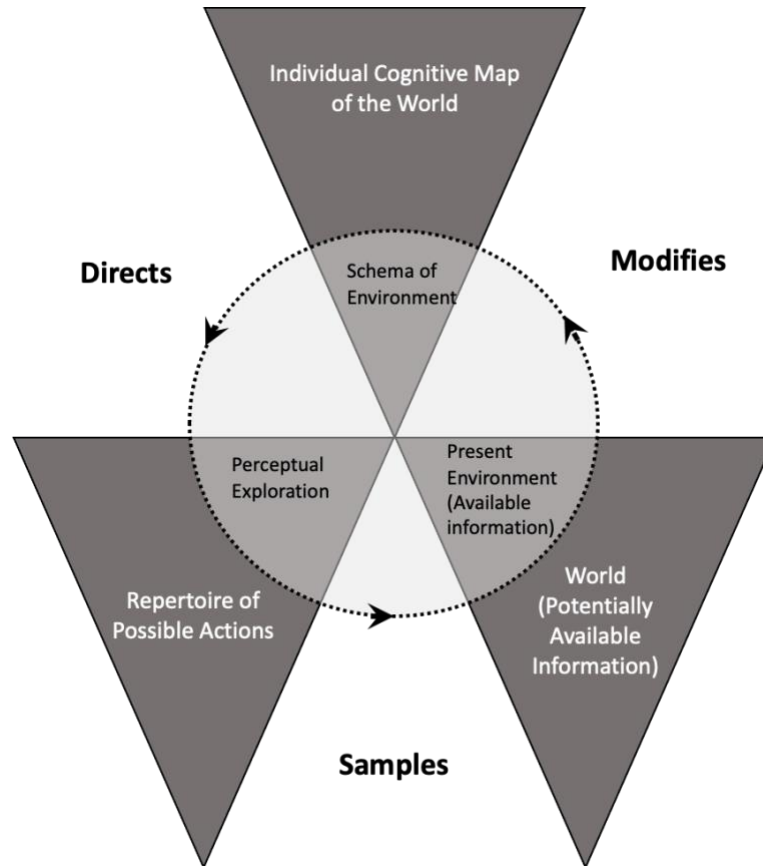 Individual Cognitive Map
of the World
Directs
Modifies
Schema of
Environment
Perceptual
Exploration
Present
Environment
(Available
information)
Repertoire of
Possible Actions
World
(Potentially
Available
Information)
Samples